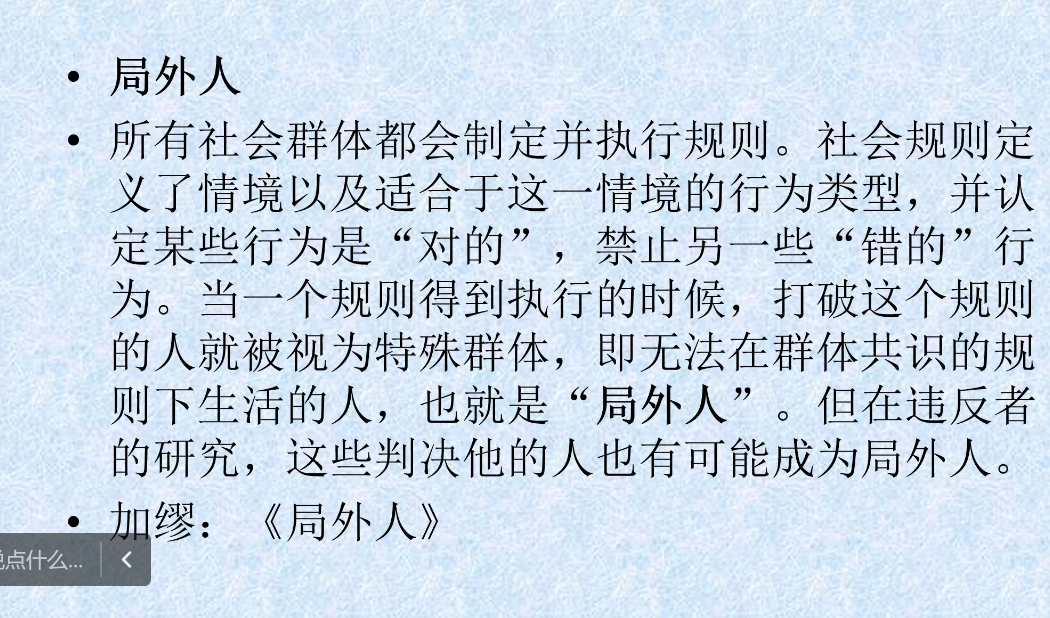 • 局外人
• 所有社会群体都会制定并执行规则。社会规则定
义了情境以及适合于这一情境的行为类型，并认
定某些行为是“对的”，禁止另一些“错的”行
为。当一个规则得到执行的时候，打破这个规则
的人就被视为特殊群体，即无法在群体共识的规
则下生活的人，也就是“局外人”。但在违反者
的研究，这些判决他的人也有可能成为局外人。
• 加缪：《局外人》
点什么...